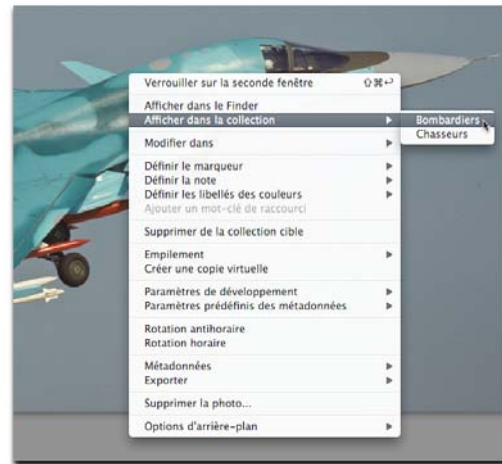 Verrouiller sur la seconde fenêtre ⇧⌘↩
Afficher dans le Finder
Afficher dans la collection
Bombardiers
Chasseurs
Modifier dans
Définir le marqueur
Définir la note
Définir les libellés des couleurs
Ajouter un mot-clé de raccourci
Supprimer de la collection cible
Empilement
Créer une copie virtuelle
Paramètres de développement
Paramètres prédéfinis des métadonnées
Rotation antihoraire
Rotation horaire
Métadonnées
Exporter
Supprimer la photo...
Options d'arrière-plan